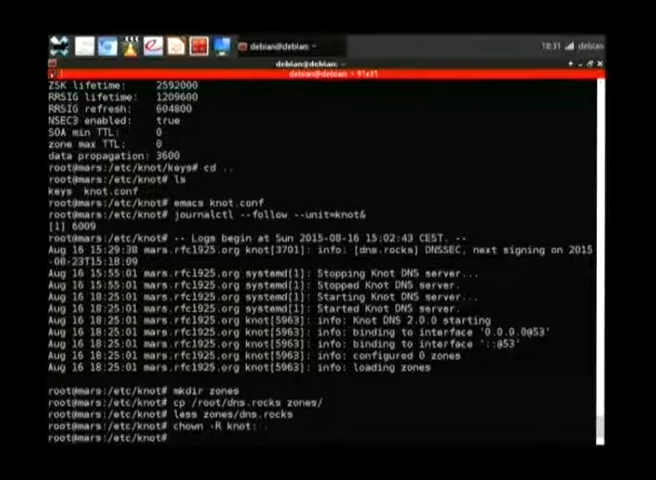 debian@debian: ~
18:31 debian
debian@debian: ~
debian@debian: ~ 91x31
ZSK lifetime: 2592000
RRSIG lifetime: 1209600
RRSIG refresh: 604800
NSEC3 enabled: true
SOA min TTL: 0
zone max TTL: 0
data propagation: 3600
root@mars:/etc/knot/keys# cd ..
root@mars:/etc/knot# ls
keys knot.conf
root@mars:/etc/knot# emacs knot.conf
root@mars:/etc/knot# journalctl --follow --unit=knot&
[1] 6009
root@mars:/etc/knot# -- Logs begin at Sun 2015-08-16 15:02:43 CEST. --
Aug 16 15:29:38 mars.rfc1925.org knot[3701]: info: [dns.rocks] DNSSEC, next signing on 2015
-08-23T15:18:09
Aug 16 15:55:01 mars.rfc1925.org systemd[1]: Stopping Knot DNS server...
Aug 16 15:55:01 mars.rfc1925.org systemd[1]: Stopped Knot DNS server.
Aug 16 18:25:01 mars.rfc1925.org systemd[1]: Starting Knot DNS server...
Aug 16 18:25:01 mars.rfc1925.org systemd[1]: Started Knot DNS server.
Aug 16 18:25:01 mars.rfc1925.org knot[5963]: info: Knot DNS 2.0.0 starting
Aug 16 18:25:01 mars.rfc1925.org knot[5963]: info: binding to interface '0.0.0.0@53'
Aug 16 18:25:01 mars.rfc1925.org knot[5963]: info: binding to interface '::@53'
Aug 16 18:25:01 mars.rfc1925.org knot[5963]: info: configured 0 zones
Aug 16 18:25:01 mars.rfc1925.org knot[5963]: info: loading zones
root@mars:/etc/knot# mkdir zones
root@mars:/etc/knot# cp /root/dns.rocks zones/
root@mars:/etc/knot# less zones/dns.rocks
root@mars:/etc/knot# chown -R knot: .
root@mars:/etc/knot#